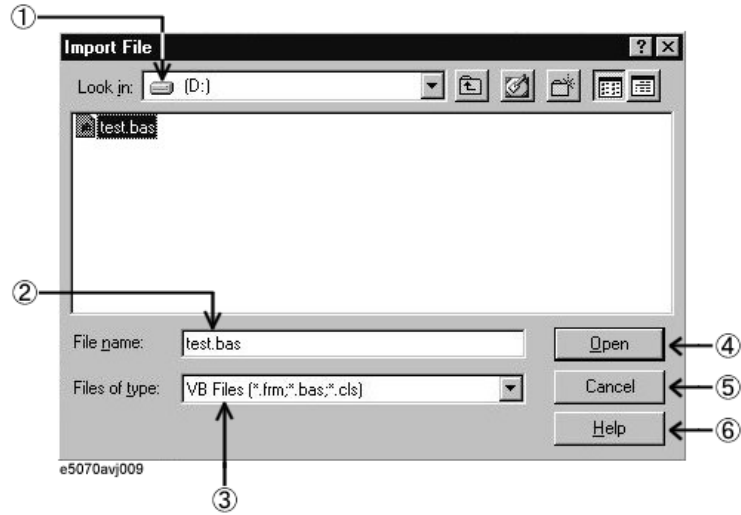 ①
Import File
Look in: (D:)
test.bas
②
File name: test.bas Open ④
Files of type: VB Files (*.frm;*.bas;*.cls) Cancel ⑤
Help ⑥
e5070avj009
③